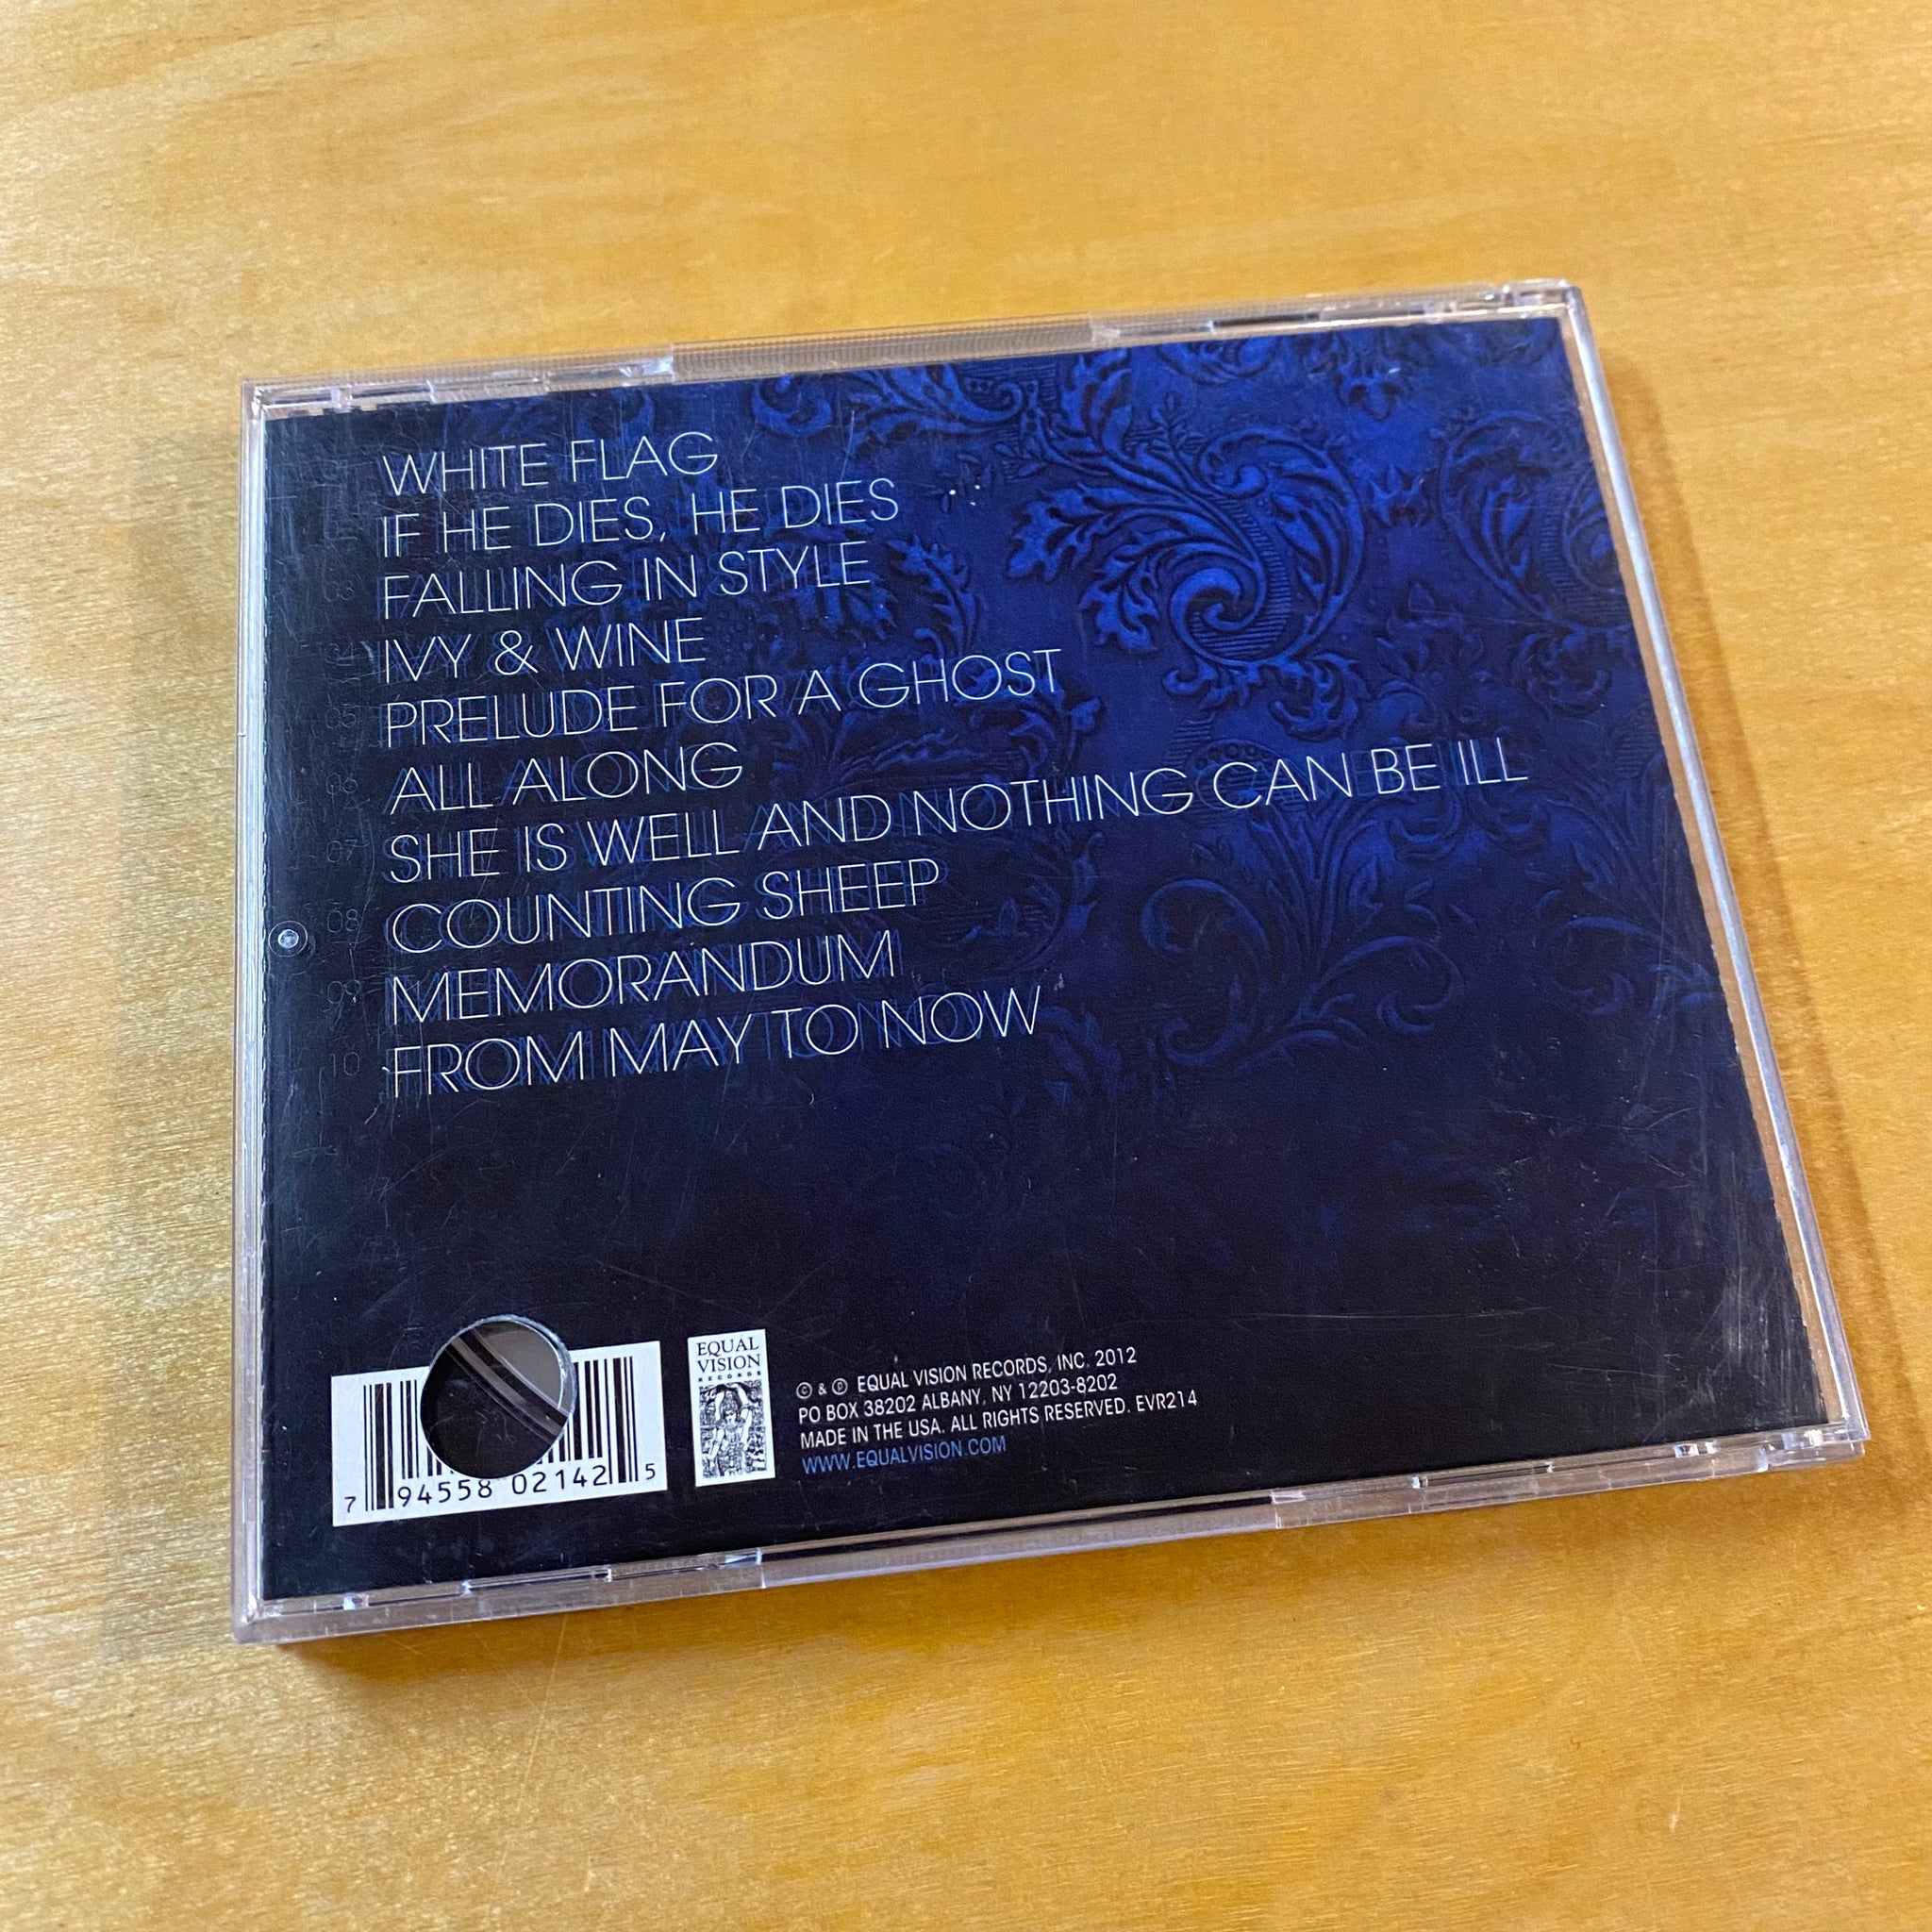 WHITE FLAG
IF HE DIES, HE DIES
03 FALLING IN STYLE
04 IVY & WINE
05 PRELUDE FOR A GHOST
06 ALL ALONG
07 SHE IS WELL AND NOTHING CAN BE ILL
08 COUNTING SHEEP
09 MEMORANDUM
10 FROM MAY TO NOW
7 94558 02142 5
EQUAL
VISION
RECORDS
© & ℗ EQUAL VISION RECORDS, INC. 2012
PO BOX 38202 ALBANY, NY 12203-8202
MADE IN THE USA. ALL RIGHTS RESERVED. EVR214
WWW.EQUALVISION.COM